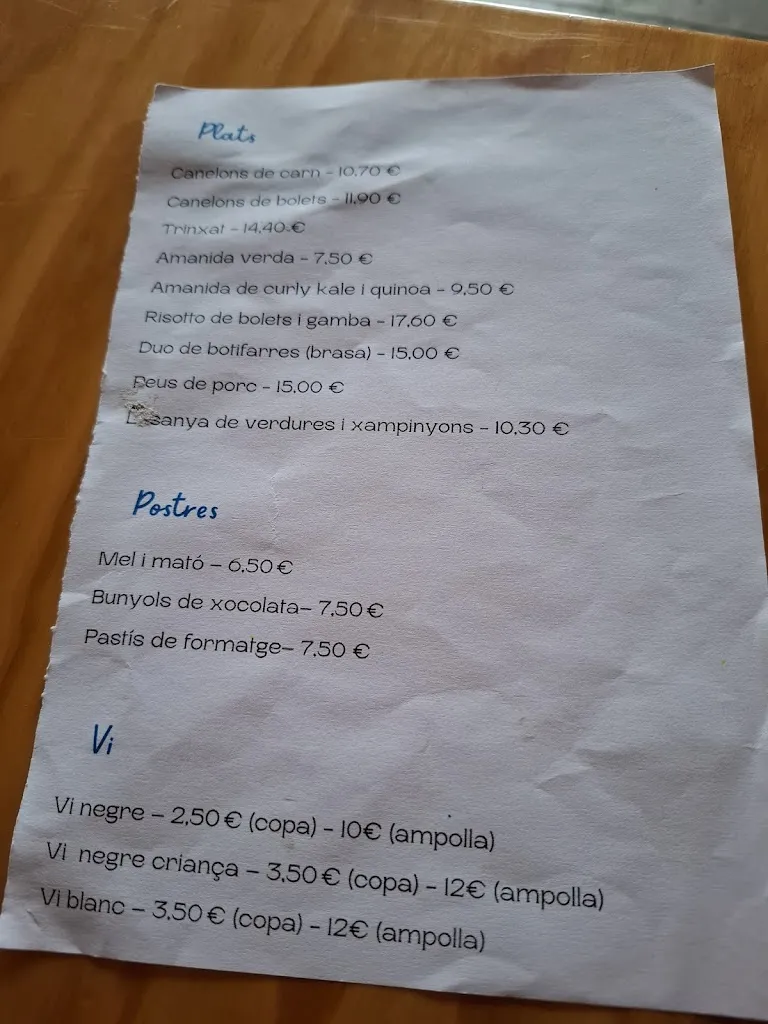 Plats
Canelons de carn - 10,70 €
Canelons de bolets - 11,90 €
Trinxat - 14,40 €
Amanida verda - 7,50 €
Amanida de curly kale i quinoa - 9,50 €
Risotto de bolets i gamba - 17,60 €
Duo de botifarres (brasa) - 15,00 €
Peus de porc - 15,00 €
Lasanya de verdures i xampinyons - 10,30 €
Postres
Mel i mató – 6,50 €
Bunyols de xocolata– 7,50 €
Pastís de formatge– 7,50 €
Vi
Vi negre – 2,50 € (copa) - 10€ (ampolla)
Vi negre criança – 3,50 € (copa) - 12€ (ampolla)
Vi blanc – 3,50 € (copa) - 12€ (ampolla)